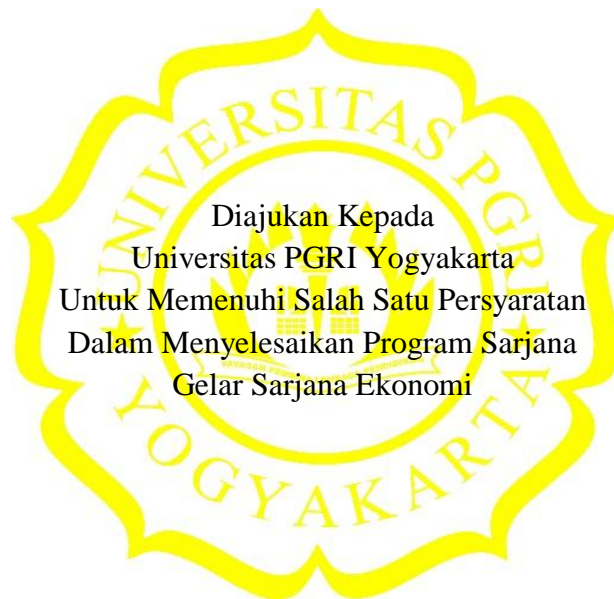 UNIVERSITAS PGRI
Diajukan Kepada
Universitas PGRI Yogyakarta
Untuk Memenuhi Salah Satu Persyaratan
Dalam Menyelesaikan Program Sarjana
Gelar Sarjana Ekonomi
YOGYAKARTA